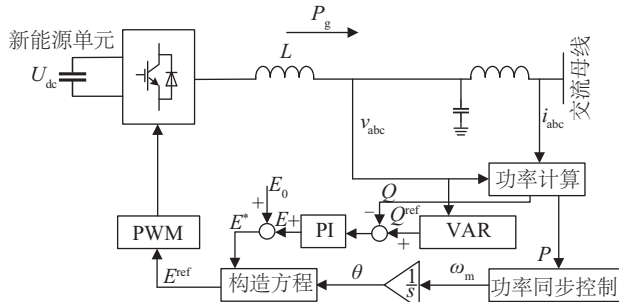 P_g
新能源单元
L
U_dc
交流母线
v_abc
i_abc
功率计算
E_0
Q
+
−
Q^ref
E^*
E+
PI
+
VAR
PWM
P
E^ref
构造方程
θ
1/s
ω_m
功率同步控制